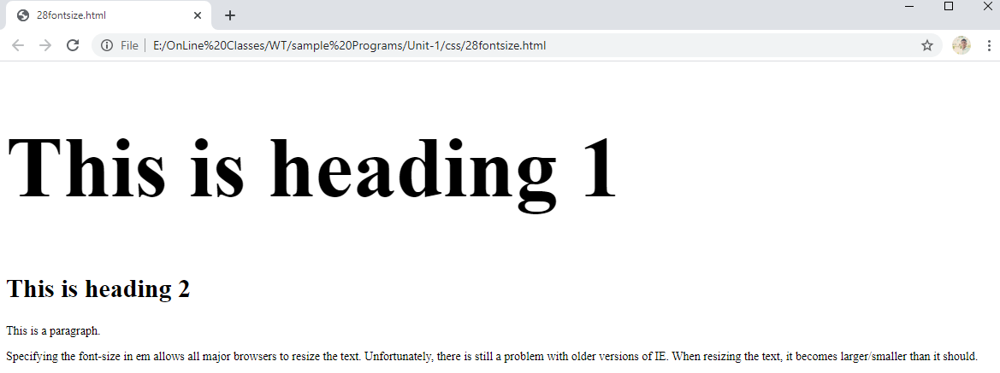 28fontsize.html
File
E:/OnLine%20Classes/WT/sample%20Programs/Unit-1/css/28fontsize.html
This is heading 1
This is heading 2
This is a paragraph.
Specifying the font-size in em allows all major browsers to resize the text. Unfortunately, there is still a problem with older versions of IE. When resizing the text, it becomes larger/smaller than it should.